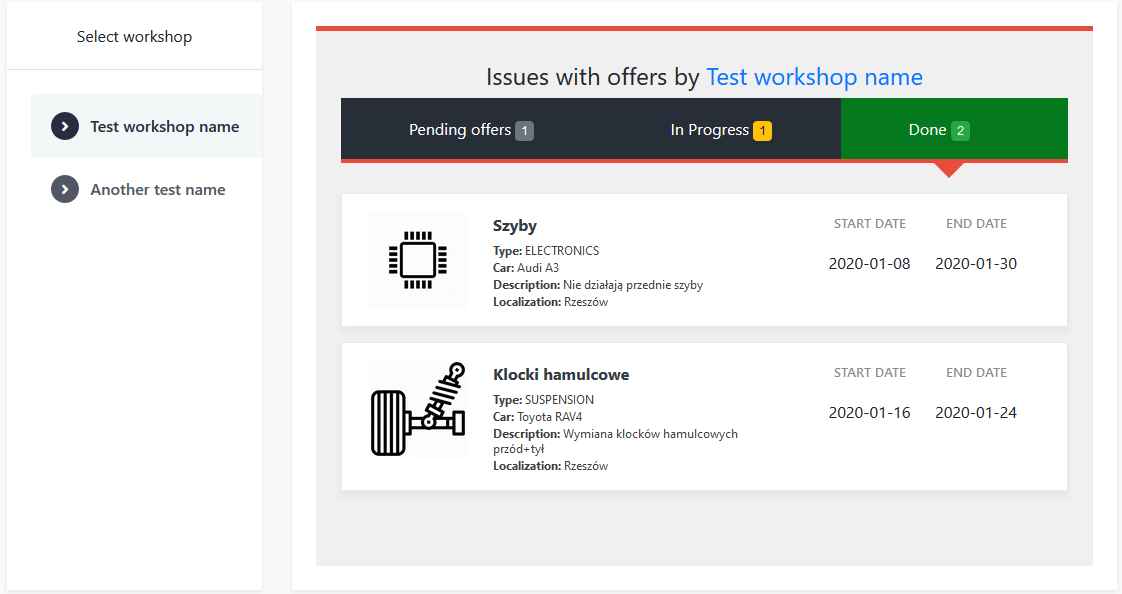 Select workshop
Test workshop name
Another test name
Issues with offers by Test workshop name
Pending offers 1
In Progress 1
Done 2
Szyby
Type: ELECTRONICS
Car: Audi A3
Description: Nie działają przednie szyby
Localization: Rzeszów
START DATE
END DATE
2020-01-08
2020-01-30
Klocki hamulcowe
Type: SUSPENSION
Car: Toyota RAV4
Description: Wymiana klocków hamulcowych
przód+tył
Localization: Rzeszów
START DATE
END DATE
2020-01-16
2020-01-24